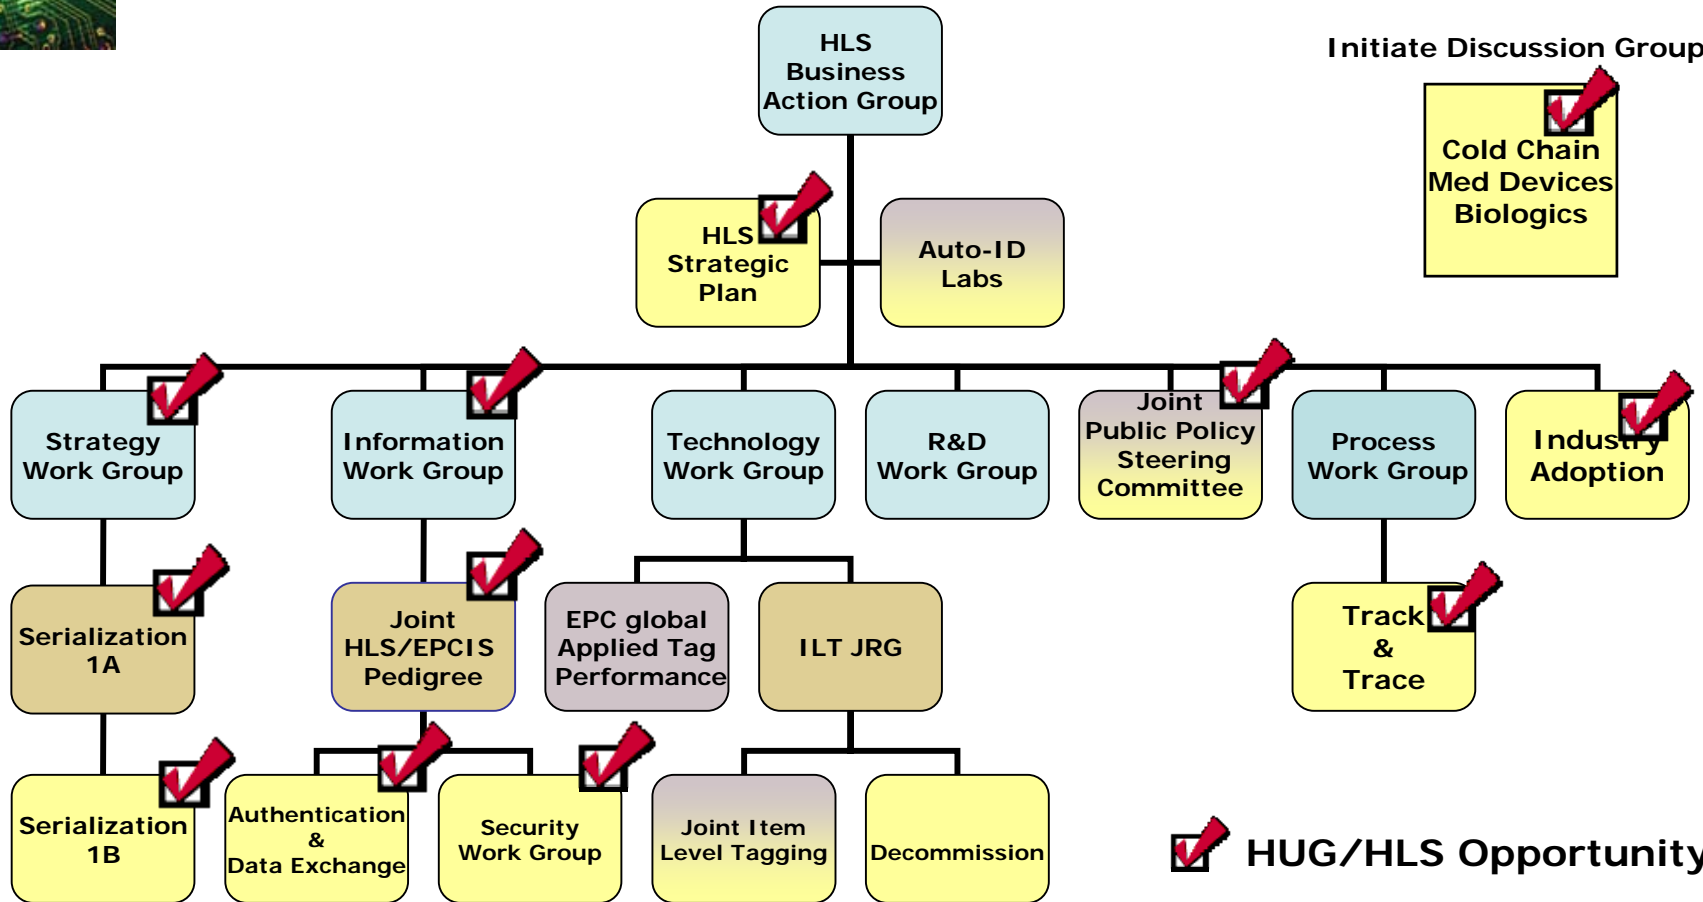 HLS
Business
Action Group
Initiate Discussion Group
Cold Chain
Med Devices
Biologics
HLS
Strategic
Plan
Auto-ID
Labs
Strategy
Work Group
Information
Work Group
Technology
Work Group
R&D
Work Group
Joint
Public Policy
Steering
Committee
Process
Work Group
Industry
Adoption
Serialization
1A
Joint
HLS/EPCIS
Pedigree
EPC global
Applied Tag
Performance
ILT JRG
Track
&
Trace
Serialization
1B
Authentication
&
Data Exchange
Security
Work Group
Joint Item
Level Tagging
Decommission
HUG/HLS Opportunity